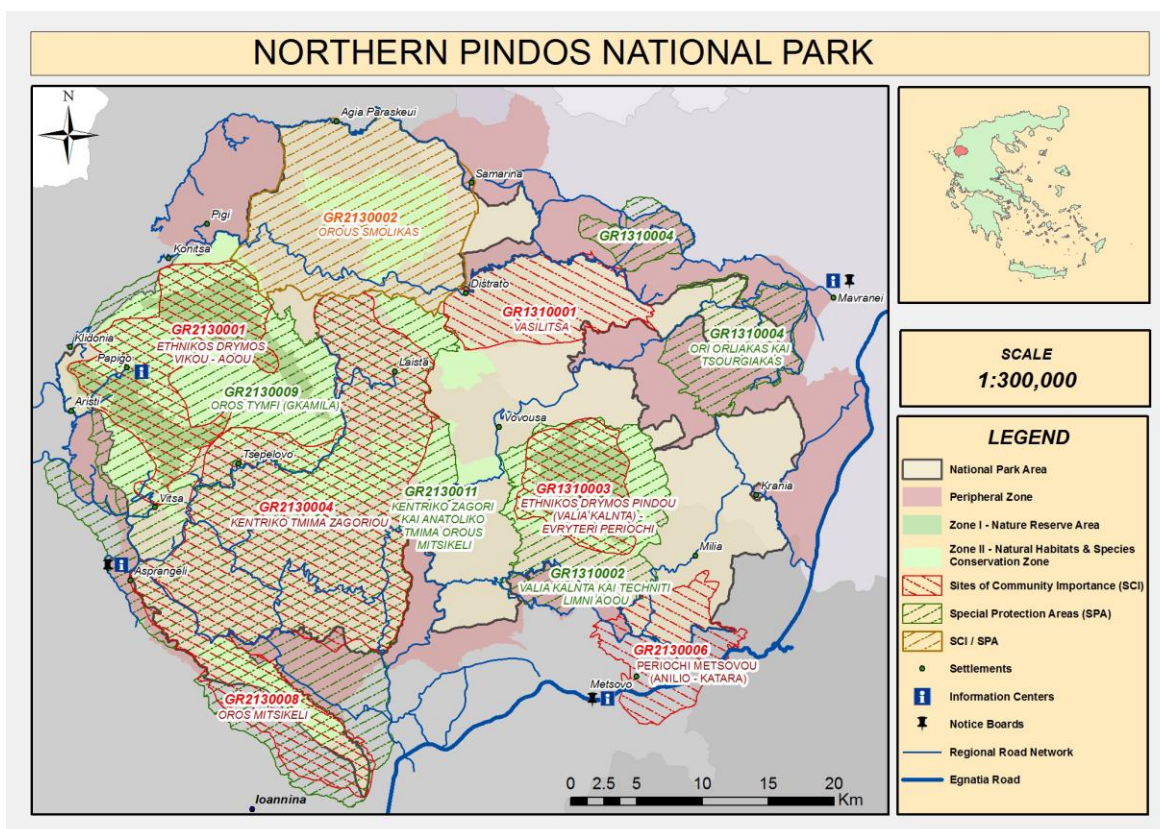 NORTHERN PINDOS NATIONAL PARK
N
Agia Paraskeui
Samarina
Pigi
GR2130002
OROUS SMOLIKAS
GR1310004
Konitsa
Distrato
Mavranei
GR1310001
VASILITSA
Klidonia
GR2130001
ETHNIKOS DRYMOS
VIKOU - AOOU
GR1310004
ORI ORLIAKAS KAI
TSOURGIAKAS
Papigo
Laista
GR2130009
OROS TYMFI (GKAMILA)
Aristi
Vovousa
Tsepelovo
GR2130011
KENTRIKO ZAGORI
KAI ANATOLIKO
TMIMA OROUS
MITSIKELI
GR1310003
ETHNIKOS DRYMOS PINDOU
(VALIA KALNTA) -
EVRYTERI PERIOCHI
Krania
Vitsa
GR2130004
KENTRIKO TMIMA ZAGORIOU
Milia
Asprangeli
GR1310002
VALIA KALNTA KAI TECHNITI
LIMNI AOOU
GR2130006
PERIOCHI METSOVOU
(ANILIO - KATARA)
Metsovo
GR2130008
OROS MITSIKELI
Ioannina
0 2.5 5 10 15 20
Km
SCALE
1:300,000
LEGEND
National Park Area
Peripheral Zone
Zone I - Nature Reserve Area
Zone II - Natural Habitats & Species
Conservation Zone
Sites of Community Importance (SCI)
Special Protection Areas (SPA)
SCI / SPA
Settlements
Information Centers
Notice Boards
Regional Road Network
Egnatia Road